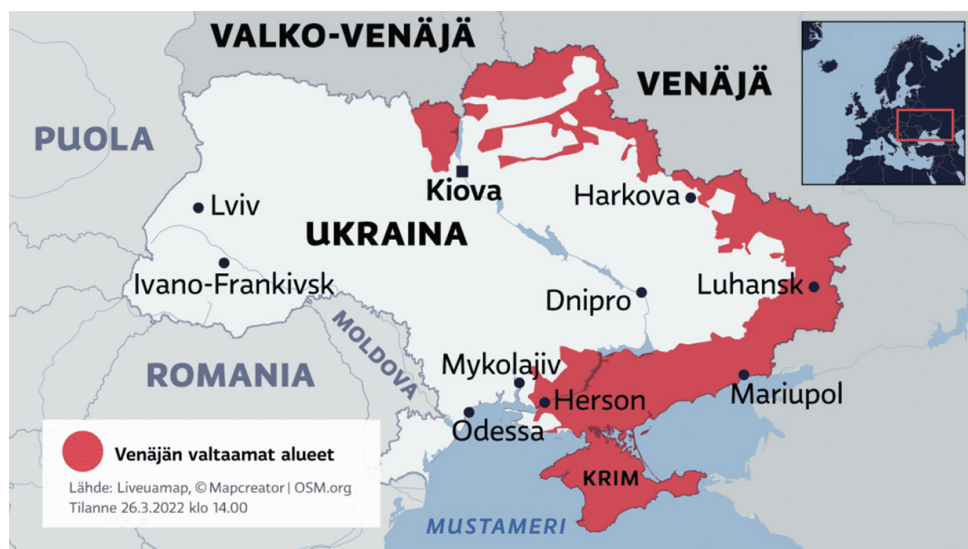 VALKO-VENÄJÄ
VENÄJÄ
PUOLA
Kiova
Harkova
Lviv
UKRAINA
Ivano-Frankivsk
Luhansk
Dnipro
MOLDOVA
ROMANIA
Mykolajiv
Herson
Mariupol
Odessa
KRIM
MUSTAMERI
Venäjän valtaamat alueet
Lähde: Liveuamap, © Mapcreator | OSM.org
Tilanne 26.3.2022 klo 14.00